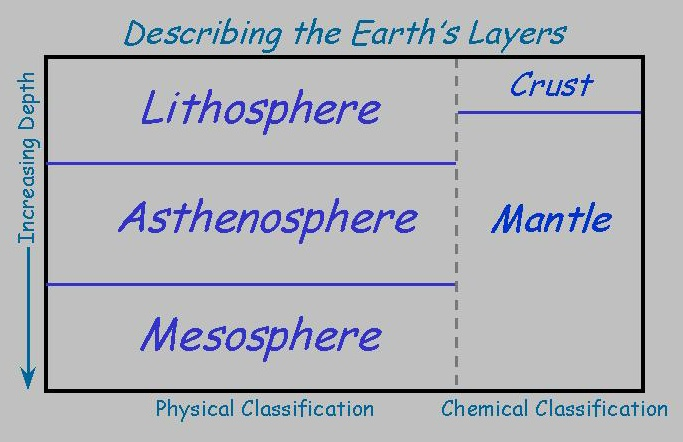 Describing the Earth's Layers
Increasing Depth
Lithosphere
Crust
Asthenosphere
Mantle
Mesosphere
Physical Classification
Chemical Classification